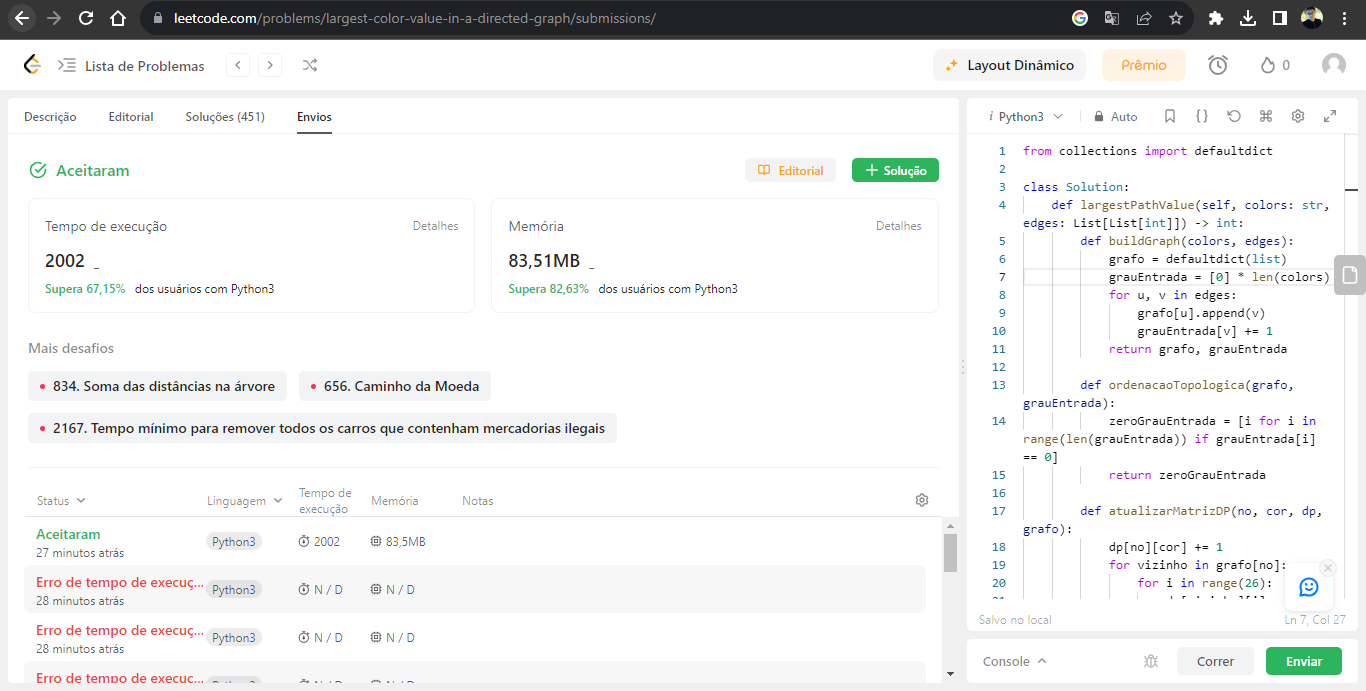 leetcode.com/problems/largest-color-value-in-a-directed-graph/submissions/
Lista de Problemas
Layout Dinâmico
Prêmio
0
Descrição
Editorial
Soluções (451)
Envios
Aceitaram
Editorial
Solução
Tempo de execução
Detalhes
2002 _
Supera 67,15% dos usuários com Python3
Memória
Detalhes
83,51MB _
Supera 82,63% dos usuários com Python3
Mais desafios
834. Soma das distâncias na árvore
656. Caminho da Moeda
2167. Tempo mínimo para remover todos os carros que contenham mercadorias ilegais
Status
Linguagem
Tempo de
execução
Memória
Notas
Aceitaram
27 minutos atrás
Python3
2002
83,5MB
Erro de tempo de execuç...
28 minutos atrás
Python3
N / D
N / D
Erro de tempo de execuç...
28 minutos atrás
Python3
N / D
N / D
Erro de tempo de execuç...
i Python3
Auto
1 from collections import defaultdict
2
3 class Solution:
4 def largestPathValue(self, colors: str,
edges: List[List[int]]) -> int:
5 def buildGraph(colors, edges):
6 grafo = defaultdict(list)
7 grauEntrada = [0] * len(colors)
8 for u, v in edges:
9 grafo[u].append(v)
10 grauEntrada[v] += 1
11 return grafo, grauEntrada
12
13 def ordenacaoTopologica(grafo,
grauEntrada):
14 zeroGrauEntrada = [i for i in
range(len(grauEntrada)) if grauEntrada[i]
== 0]
15 return zeroGrauEntrada
16
17 def atualizarMatrizDP(no, cor, dp,
grafo):
18 dp[no][cor] += 1
19 for vizinho in grafo[no]:
20 for i in range(26):
Salvo no local
Ln 7, Col 27
Console
Correr
Enviar